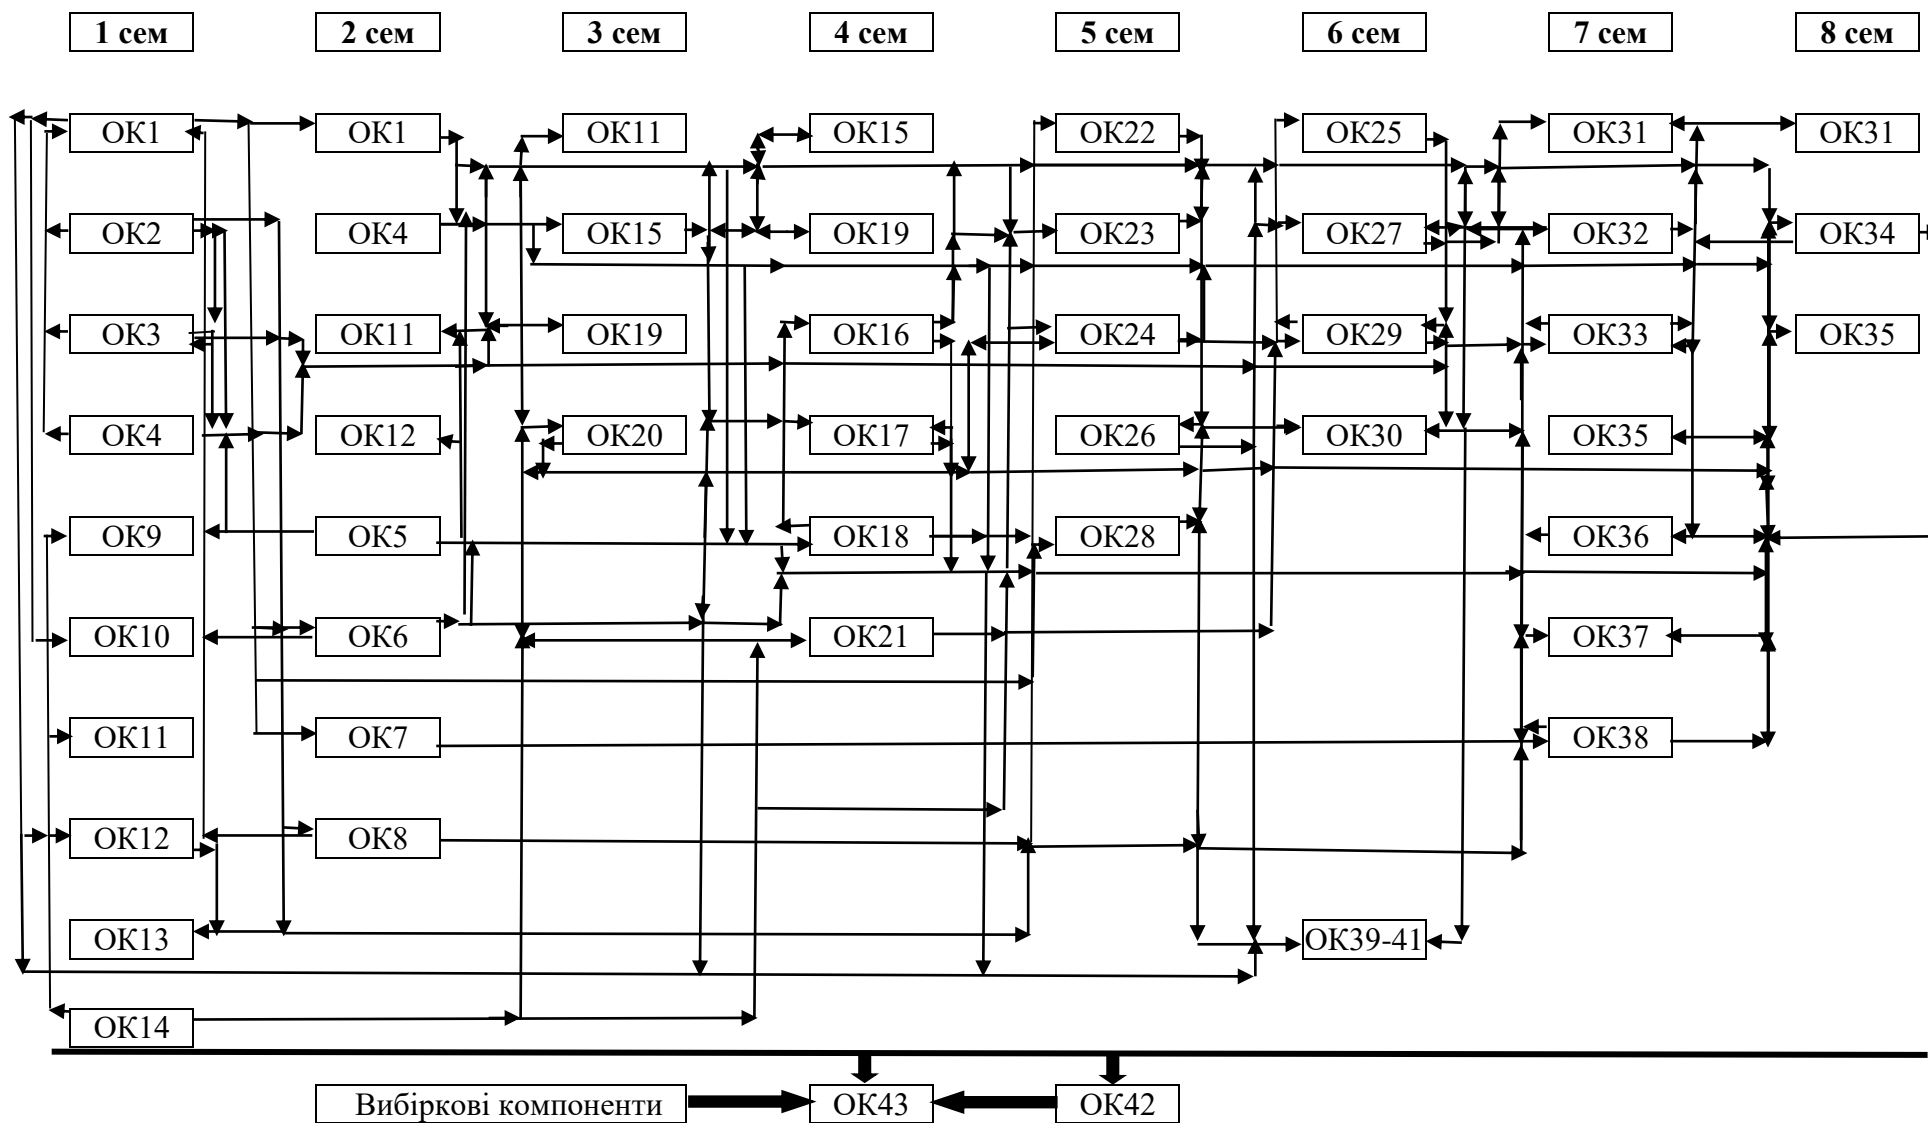 1 сем 2 сем 3 сем 4 сем 5 сем 6 сем 7 сем 8 сем
ОК1 ОК1 ОК11 ОК15 ОК22 ОК25 ОК31 ОК31
ОК2 ОК4 ОК15 ОК19 ОК23 ОК27 ОК32 ОК34
ОК3 ОК11 ОК19 ОК16 ОК24 ОК29 ОК33 ОК35
ОК4 ОК12 ОК20 ОК17 ОК26 ОК30 ОК35
ОК9 ОК5 ОК18 ОК28 ОК36
ОК10 ОК6 ОК21 ОК37
ОК11 ОК7 ОК38
ОК12 ОК8
ОК13 ОК39-41
ОК14
Вибіркові компоненти ОК43 ОК42